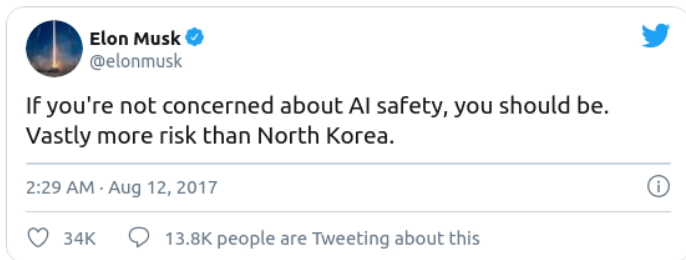 Elon Musk
@elonmusk
If you're not concerned about AI safety, you should be.
Vastly more risk than North Korea.
2:29 AM · Aug 12, 2017
34K 13.8K people are Tweeting about this